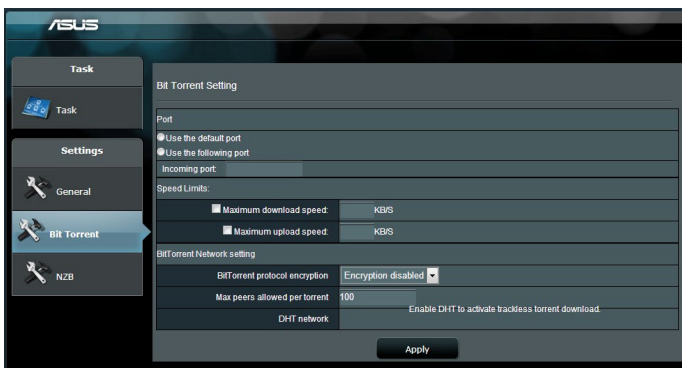 ASUS
Task
Task
Settings
General
Bit Torrent
NZB
Bit Torrent Setting
Port
Use the default port
Use the following port
Incoming port:
Speed Limits:
Maximum download speed: KB/S
Maximum upload speed: KB/S
BitTorrent Network setting
BitTorrent protocol encryption Encryption disabled
Max peers allowed per torrent 100
DHT network Enable DHT to activate trackless torrent download.
Apply